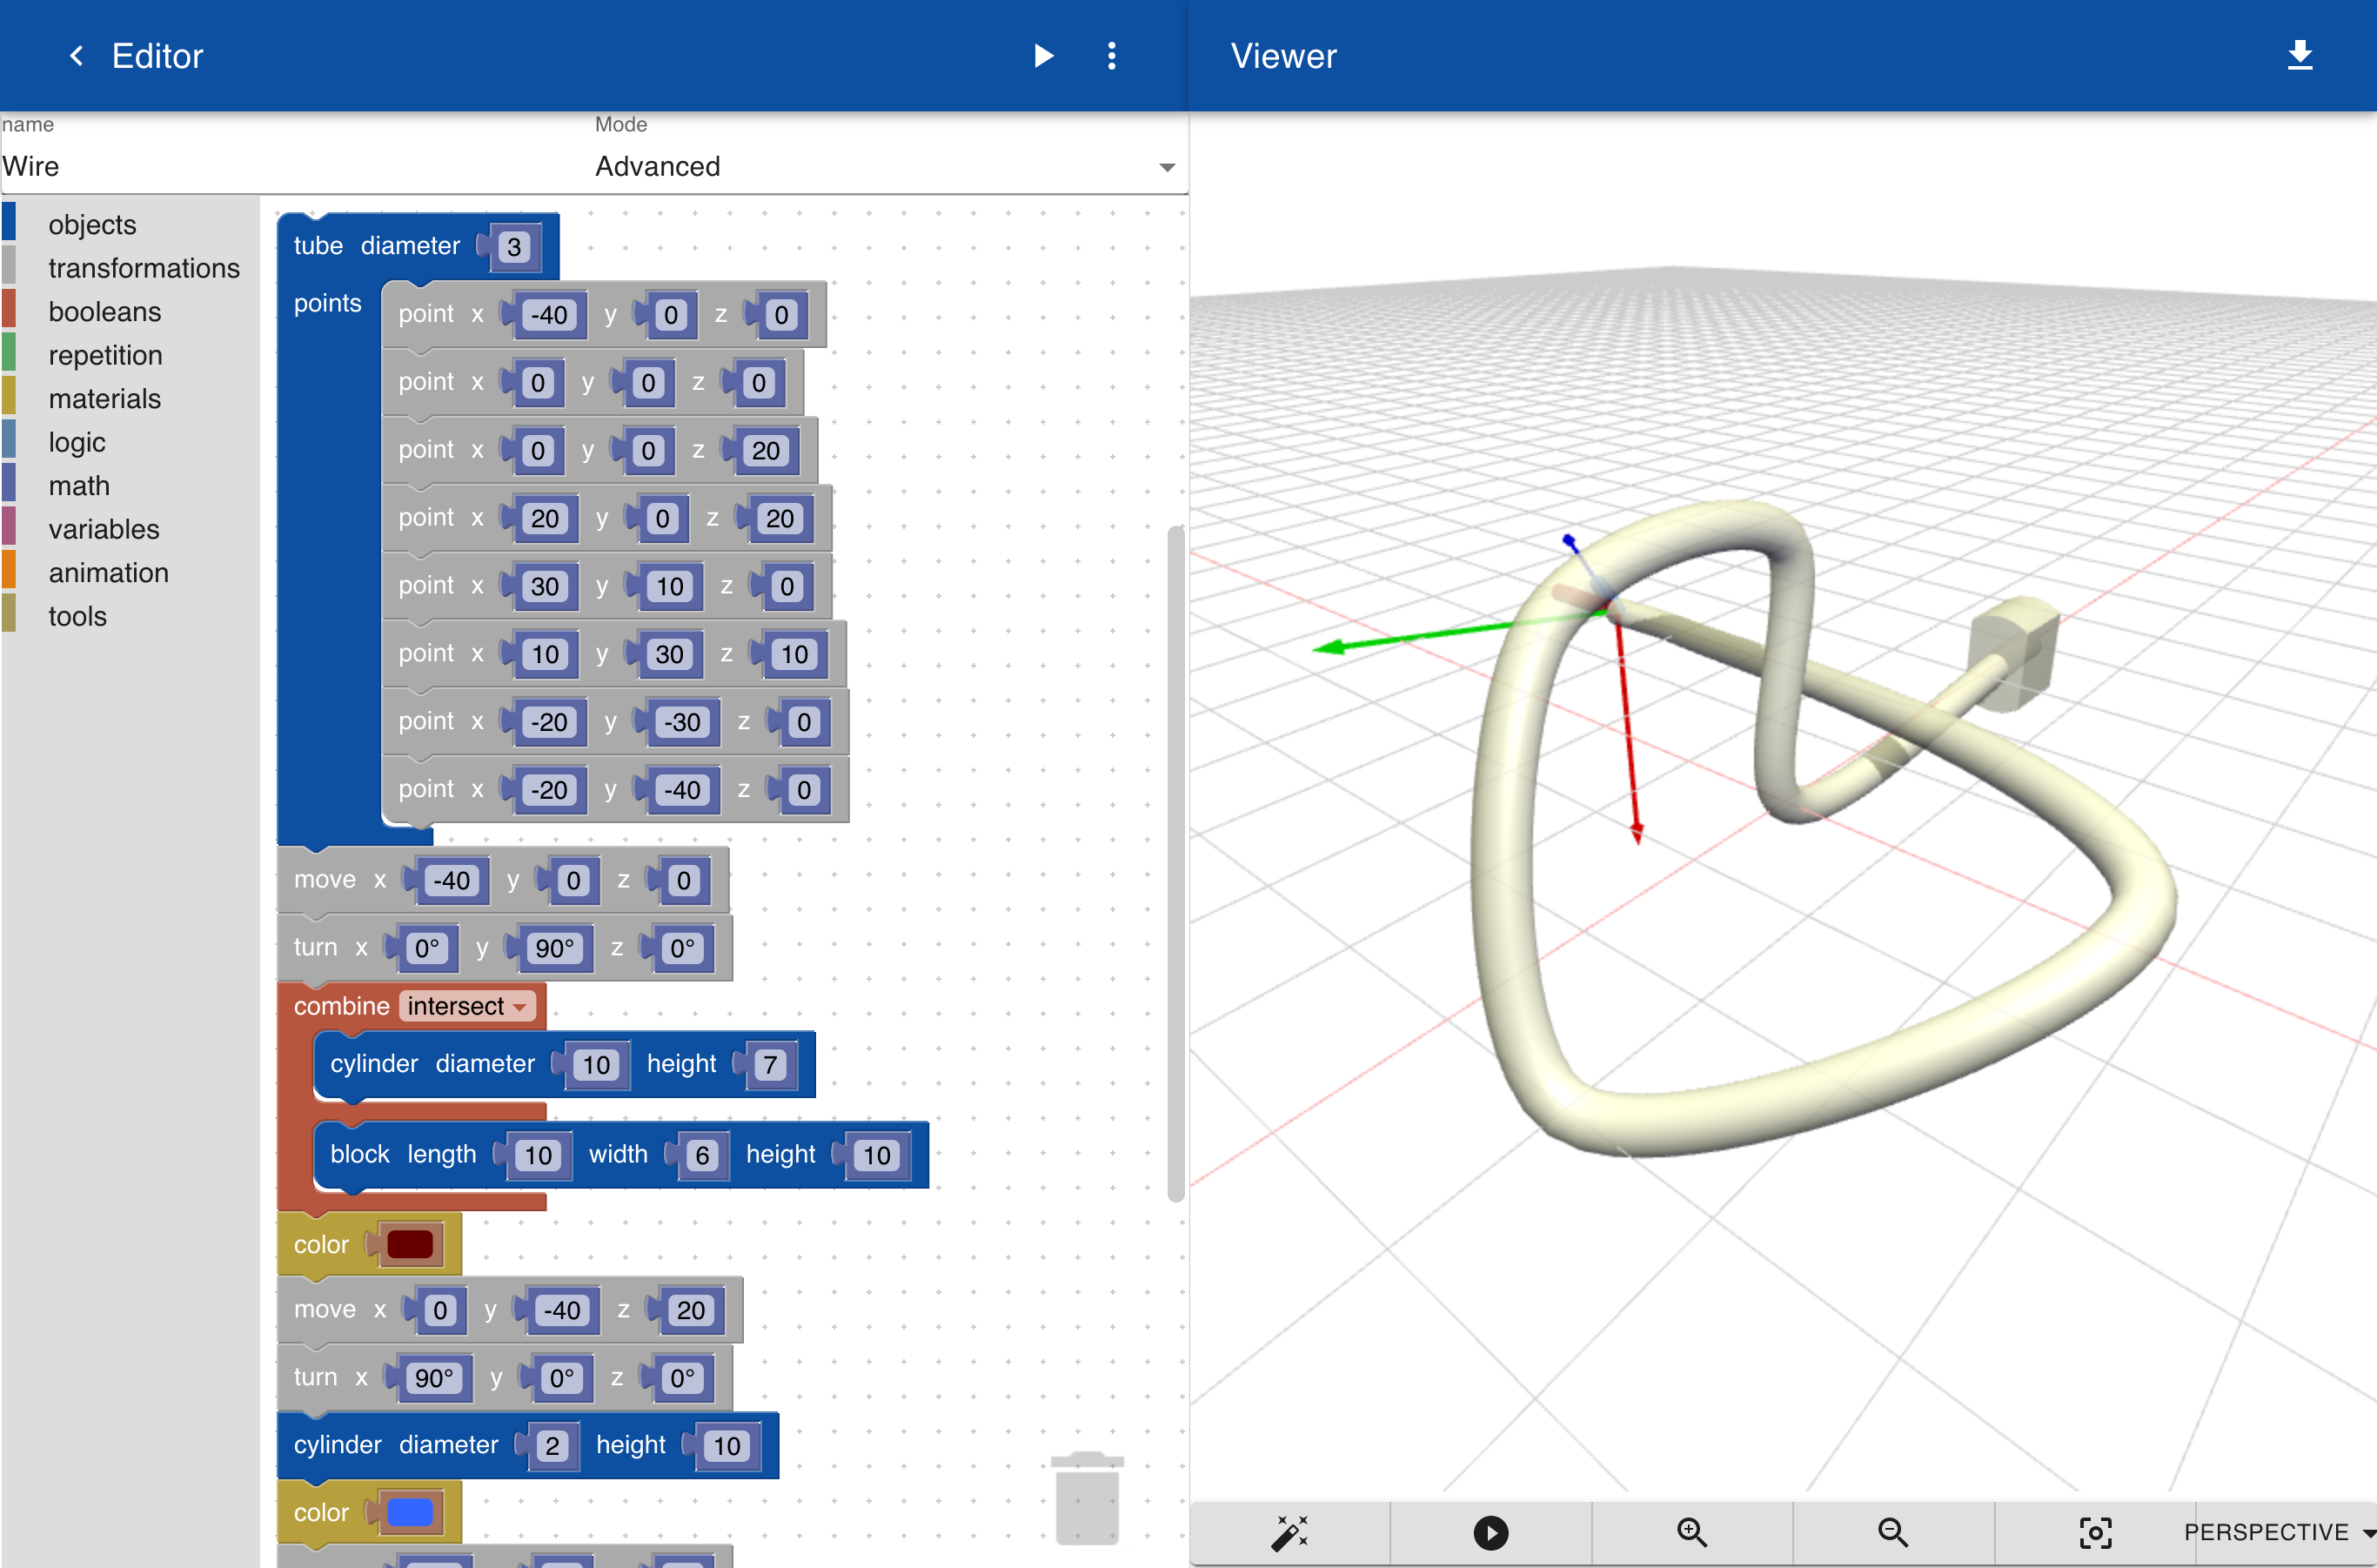 Editor
Viewer
name
Mode
Wire
Advanced
objects
transformations
booleans
repetition
materials
logic
math
variables
animation
tools
tube diameter 3
points
point x -40 y 0 z 0
point x 0 y 0 z 0
point x 0 y 0 z 20
point x 20 y 0 z 20
point x 30 y 10 z 0
point x 10 y 30 z 10
point x -20 y -30 z 0
point x -20 y -40 z 0
move x -40 y 0 z 0
turn x 0° y 90° z 0°
combine intersect
cylinder diameter 10 height 7
block length 10 width 6 height 10
color
move x 0 y -40 z 20
turn x 90° y 0° z 0°
cylinder diameter 2 height 10
color
PERSPECTIVE